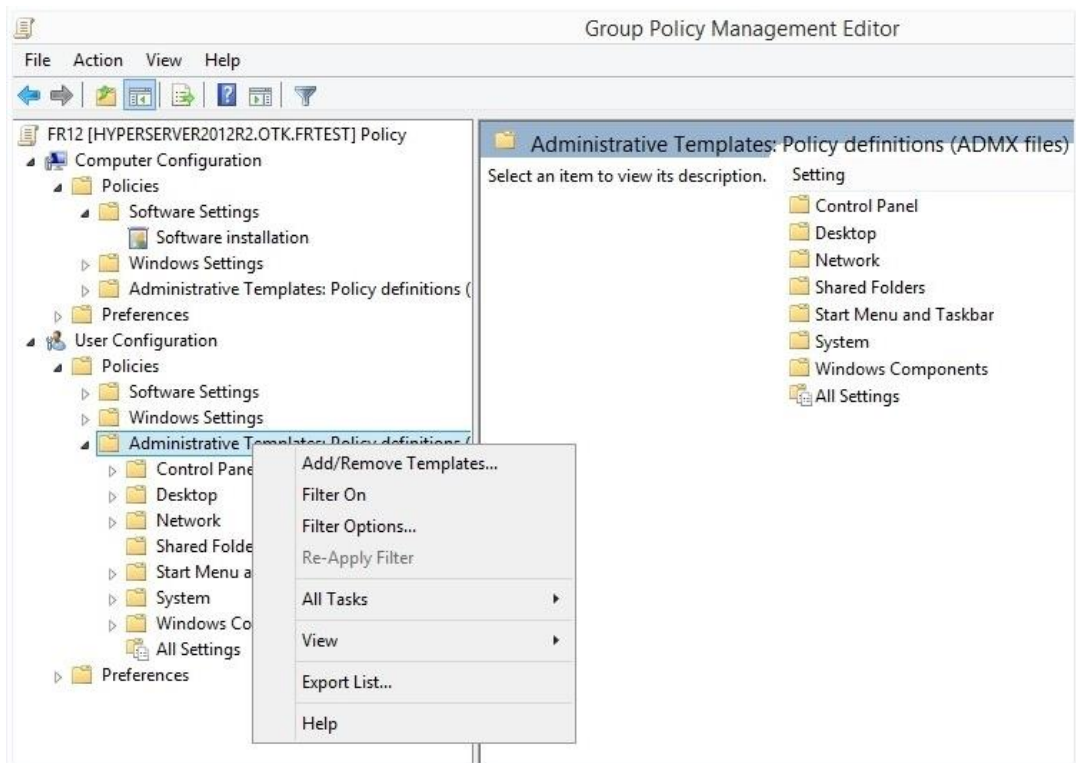 Group Policy Management Editor
File Action View Help
FR12 [HYPERSERVER2012R2.OTK.FRTEST] Policy
Computer Configuration
Policies
Software Settings
Software installation
Windows Settings
Administrative Templates: Policy definitions (
Preferences
User Configuration
Policies
Software Settings
Windows Settings
Administrative Templates: Policy definitions (
Control Pane
Desktop
Network
Shared Folde
Start Menu a
System
Windows Co
All Settings
Preferences
Add/Remove Templates...
Filter On
Filter Options...
Re-Apply Filter
All Tasks
View
Export List...
Help
Administrative Templates: Policy definitions (ADMX files)
Select an item to view its description.
Setting
Control Panel
Desktop
Network
Shared Folders
Start Menu and Taskbar
System
Windows Components
All Settings